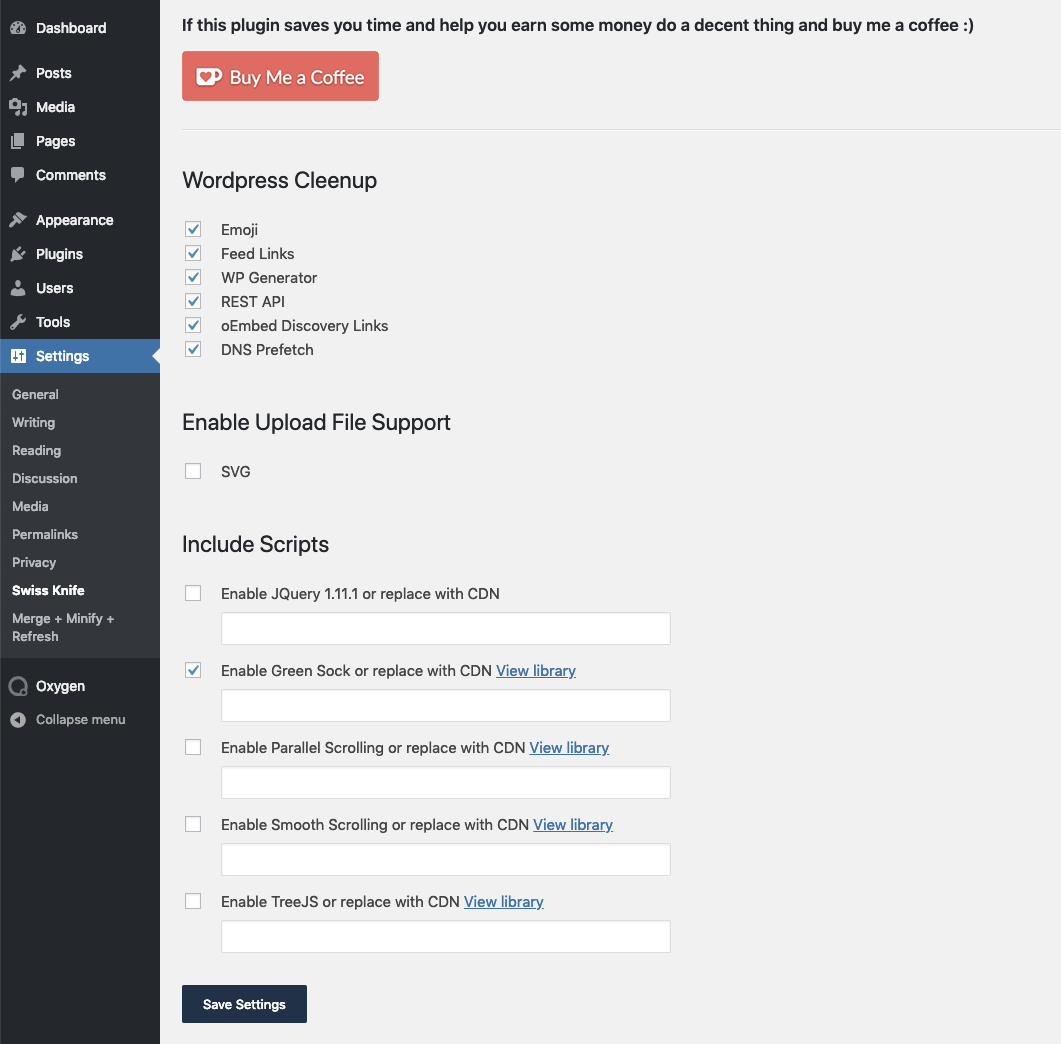 Dashboard
Posts
Media
Pages
Comments
Appearance
Plugins
Users
Tools
Settings
General
Writing
Reading
Discussion
Media
Permalinks
Privacy
Swiss Knife
Merge + Minify +
Refresh
Oxygen
Collapse menu
If this plugin saves you time and help you earn some money do a decent thing and buy me a coffee :)
Buy Me a Coffee
Wordpress Cleenup
Emoji
Feed Links
WP Generator
REST API
oEmbed Discovery Links
DNS Prefetch
Enable Upload File Support
SVG
Include Scripts
Enable JQuery 1.11.1 or replace with CDN
Enable Green Sock or replace with CDN View library
Enable Parallel Scrolling or replace with CDN View library
Enable Smooth Scrolling or replace with CDN View library
Enable TreeJS or replace with CDN View library
Save Settings